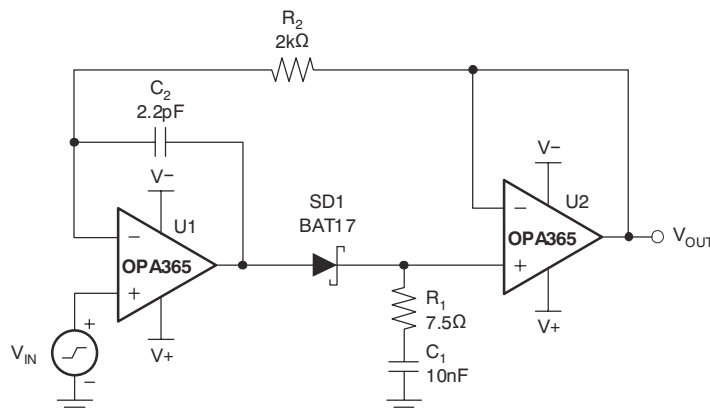 R2
2kΩ
C2
2.2pF
V−
U1
−
OPA365
+
V+
VIN
+
−
SD1
BAT17
R1
7.5Ω
C1
10nF
V−
U2
−
OPA365
+
V+
VOUT